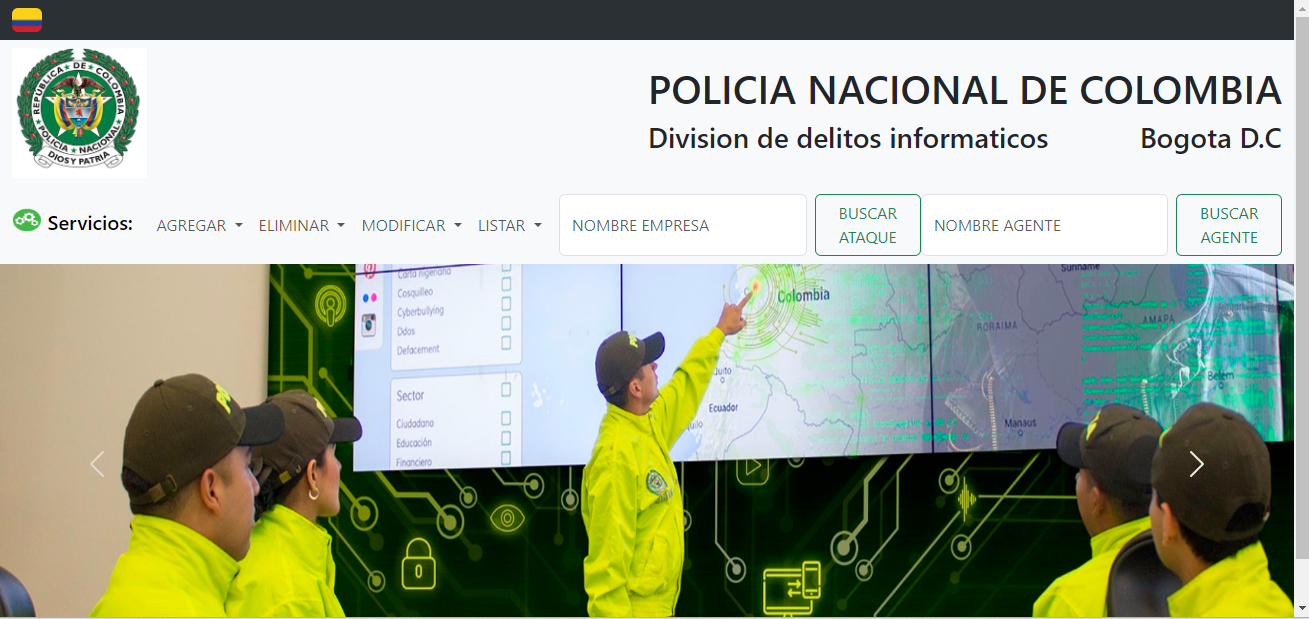 REPUBLICA DE COLOMBIA
POLICIA NACIONAL
DIOS Y PATRIA
POLICIA NACIONAL DE COLOMBIA
Division de delitos informaticos Bogota D.C
Servicios: AGREGAR ELIMINAR MODIFICAR LISTAR NOMBRE EMPRESA BUSCAR ATAQUE NOMBRE AGENTE BUSCAR AGENTE
Carta nigeriana
Cosquilleo
Cyberbullying
Ddos
Defacement
Sector
Ciudadano
Educación
Financiero
Colombia
Suriname
RORAIMA
AMAPA
Quito
Ecuador
Belem
Manaus